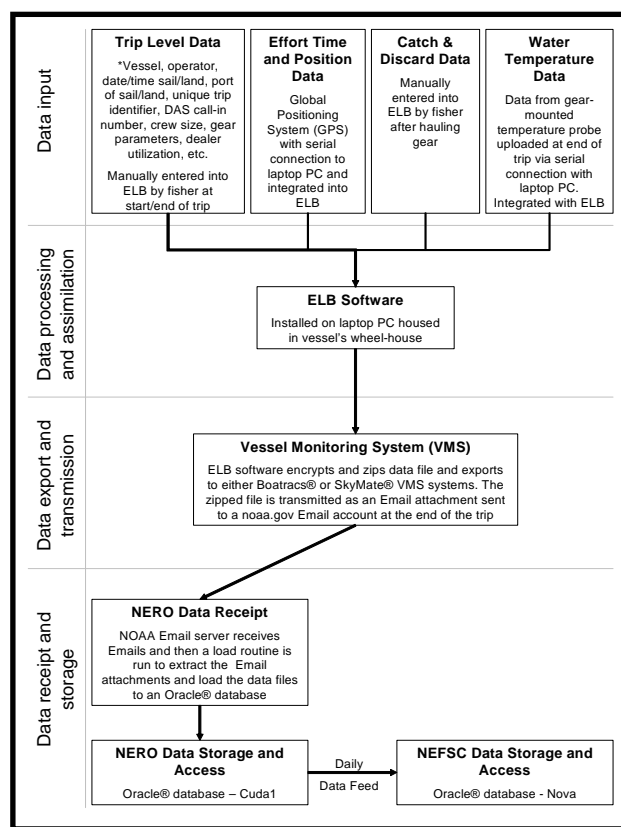 Data input
Trip Level Data
*Vessel, operator,
date/time sail/land, port
of sail/land, unique trip
identifier, DAS call-in
number, crew size, gear
parameters, dealer
utilization, etc.
Manually entered into
ELB by fisher at
start/end of trip
Effort Time
and Position
Data
Global
Positioning
System (GPS)
with serial
connection to
laptop PC and
integrated into
ELB
Catch &
Discard Data
Manually
entered into
ELB by fisher
after hauling
gear
Water
Temperature
Data
Data from gear-
mounted
temperature probe
uploaded at end of
trip via serial
connection with
laptop PC.
Integrated with ELB
Data processing
and assimilation
ELB Software
Installed on laptop PC housed
in vessel's wheel-house
Data export and
transmission
Vessel Monitoring System (VMS)
ELB software encrypts and zips data file and exports
to either Boatracs® or SkyMate® VMS systems. The
zipped file is transmitted as an Email attachment sent
to a noaa.gov Email account at the end of the trip
Data receipt and
storage
NERO Data Receipt
NOAA Email server receives
Emails and then a load routine is
run to extract the Email
attachments and load the data files
to an Oracle® database
NERO Data Storage and
Access
Oracle® database – Cuda1
Daily
Data Feed
NEFSC Data Storage and
Access
Oracle® database - Nova